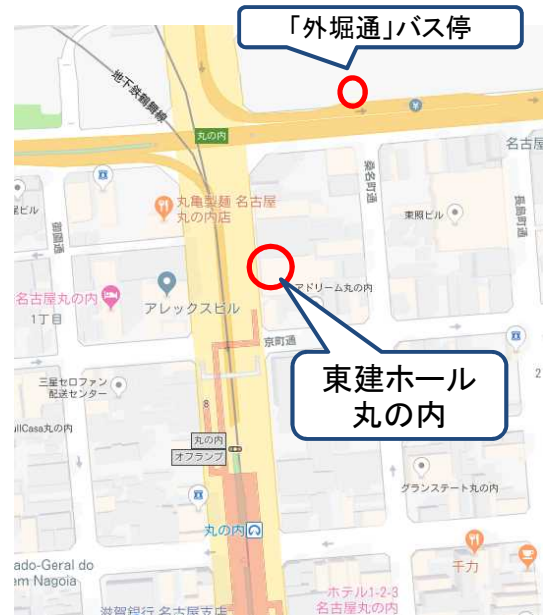 「外堀通」バス停
地下鉄鶴舞線
丸の内
名古屋
丸亀製麺 名古屋
丸の内店
桑名町通
長島町通
東照ビル
御園通
尾ビル
名古屋丸の内
1丁目
アレックスビル
アドリーム丸の内
京町通
東建ホール
丸の内
三星セロファン
配送センター
ullCasa丸の内
8
2
丸の内
オフランプ
グランステート丸の内
丸の内
ado-Geral do
em Nagoia
千力
ホテル1-2-3
名古屋丸の内
滋賀銀行 名古屋支店